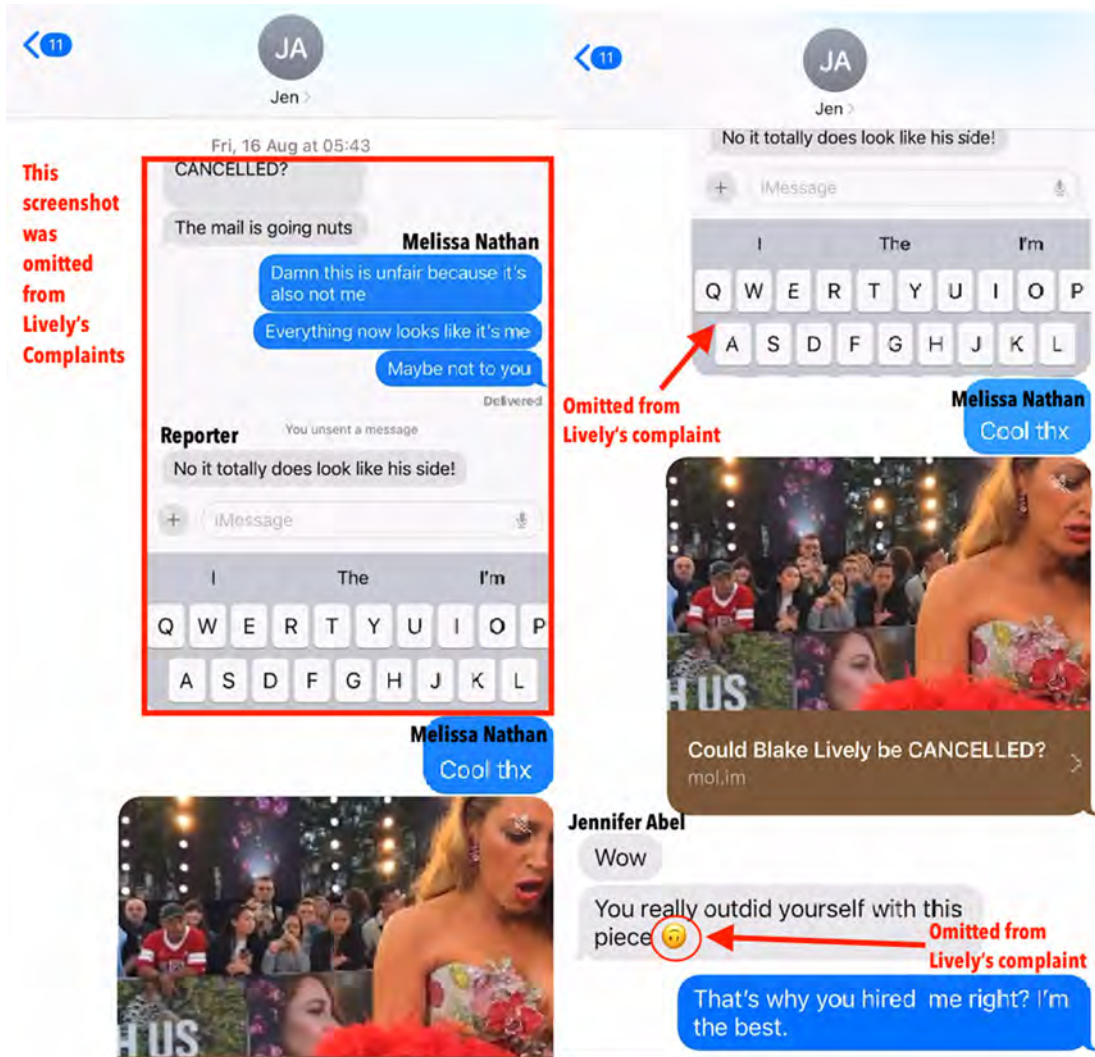 11
JA
Jen >
Fri, 16 Aug at 05:43
This
screenshot
was
omitted
from
Lively's
Complaints
CANCELLED?
The mail is going nuts
Melissa Nathan
Damn this is unfair because it's
also not me
Everything now looks like it's me
Maybe not to you
Delivered
You unsent a message
Reporter
No it totally does look like his side!
+ iMessage
I The I'm
Q W E R T Y U I O P
A S D F G H J K L
Melissa Nathan
Cool thx
H US
11
JA
Jen >
No it totally does look like his side!
+ iMessage
I The I'm
Q W E R T Y U I O P
A S D F G H J K L
Omitted from
Lively's complaint
Melissa Nathan
Cool thx
H US
Could Blake Lively be CANCELLED?
mol.im
Jennifer Abel
Wow
You really outdid yourself with this
piece 🙃
Omitted from
Lively's complaint
That's why you hired me right? I'm
the best.